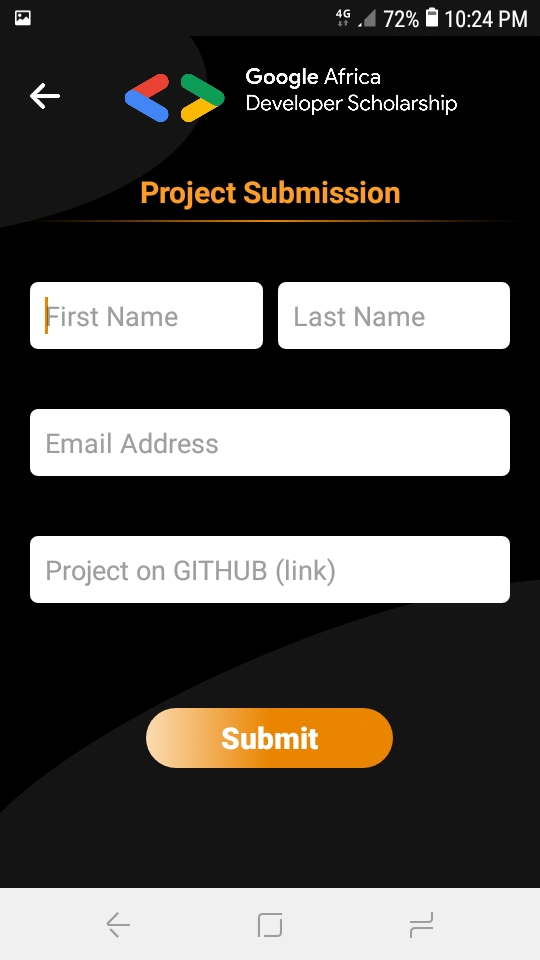 4G 72% 10:24 PM
Google Africa
Developer Scholarship
Project Submission
First Name Last Name
Email Address
Project on GITHUB (link)
Submit